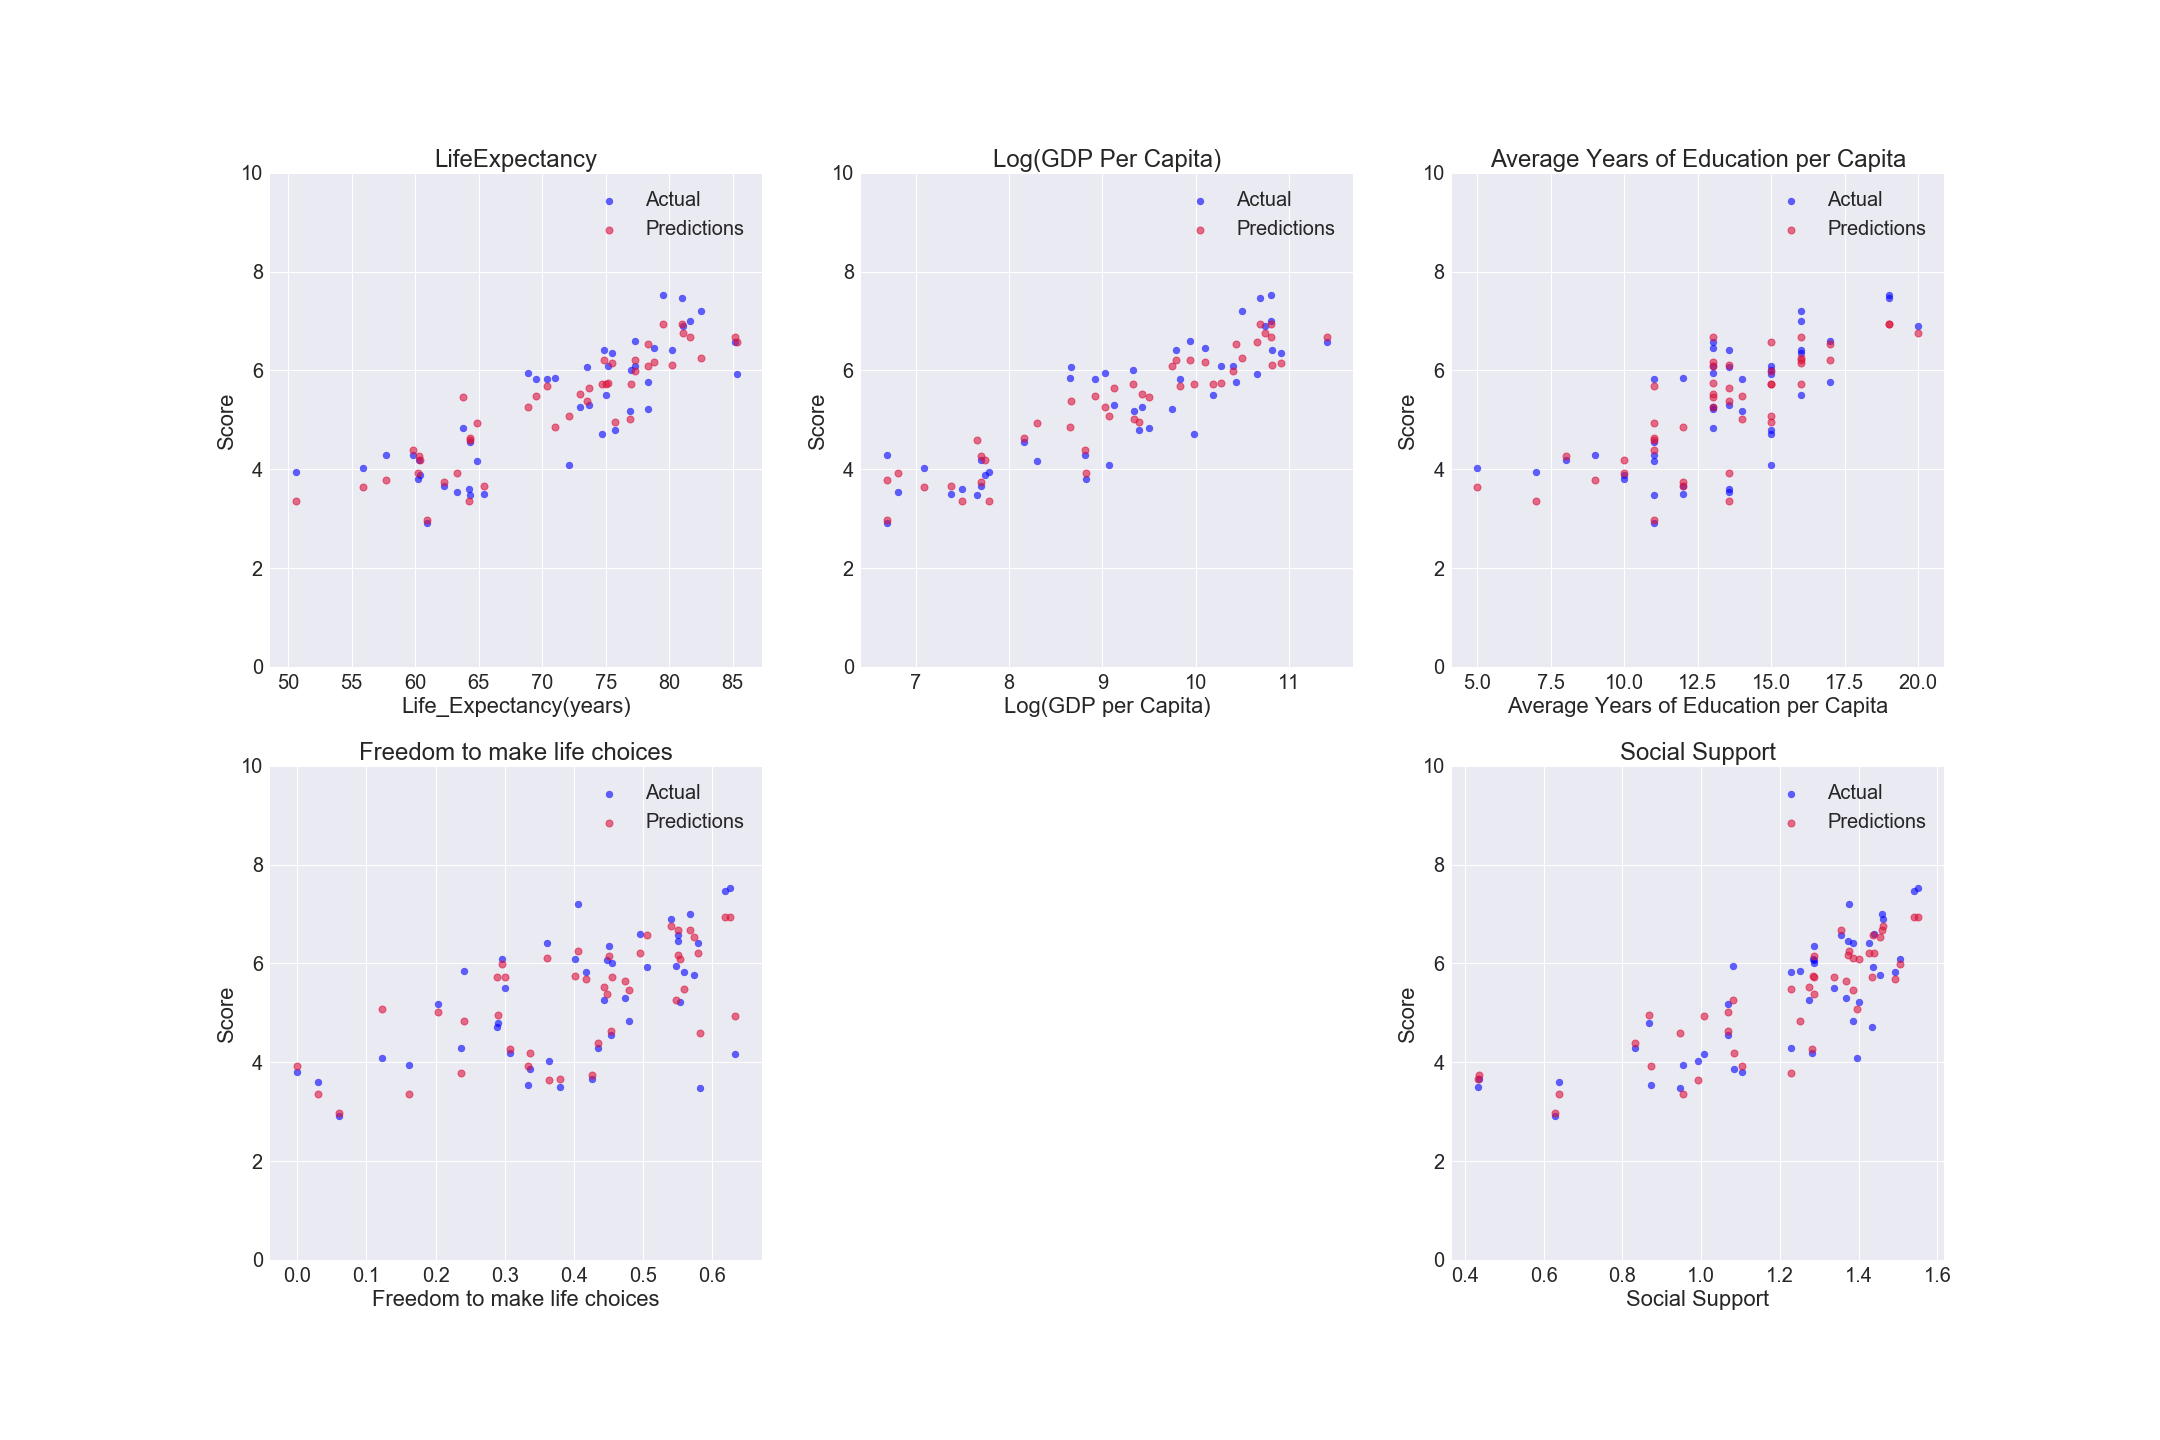 LifeExpectancy
10
8
6
4
2
0
Score
Actual
Predictions
50 55 60 65 70 75 80 85
Life_Expectancy(years)
Log(GDP Per Capita)
10
8
6
4
2
0
Score
Actual
Predictions
7 8 9 10 11
Log(GDP per Capita)
Average Years of Education per Capita
10
8
6
4
2
0
Score
Actual
Predictions
5.0 7.5 10.0 12.5 15.0 17.5 20.0
Average Years of Education per Capita
Freedom to make life choices
10
8
6
4
2
0
Score
Actual
Predictions
0.0 0.1 0.2 0.3 0.4 0.5 0.6
Freedom to make life choices
Social Support
10
8
6
4
2
0
Score
Actual
Predictions
0.4 0.6 0.8 1.0 1.2 1.4 1.6
Social Support